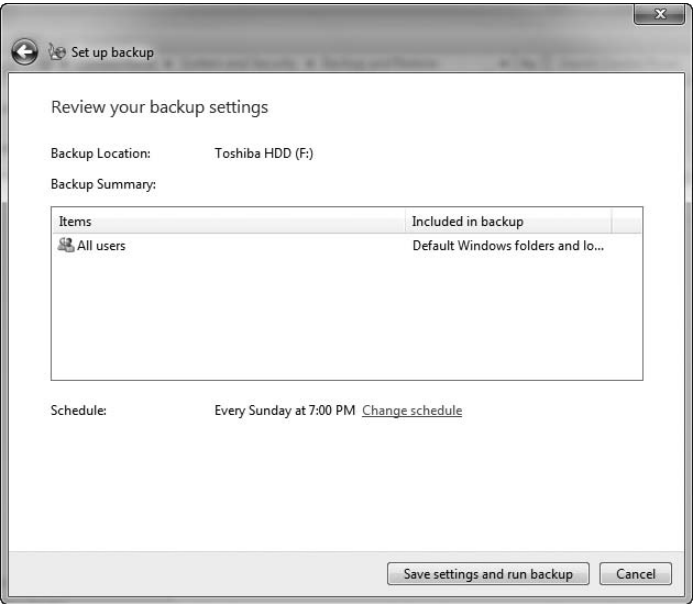 Set up backup
Review your backup settings
Backup Location: Toshiba HDD (F:)
Backup Summary:
Items Included in backup
All users Default Windows folders and lo...
Schedule: Every Sunday at 7:00 PM Change schedule
Save settings and run backup Cancel